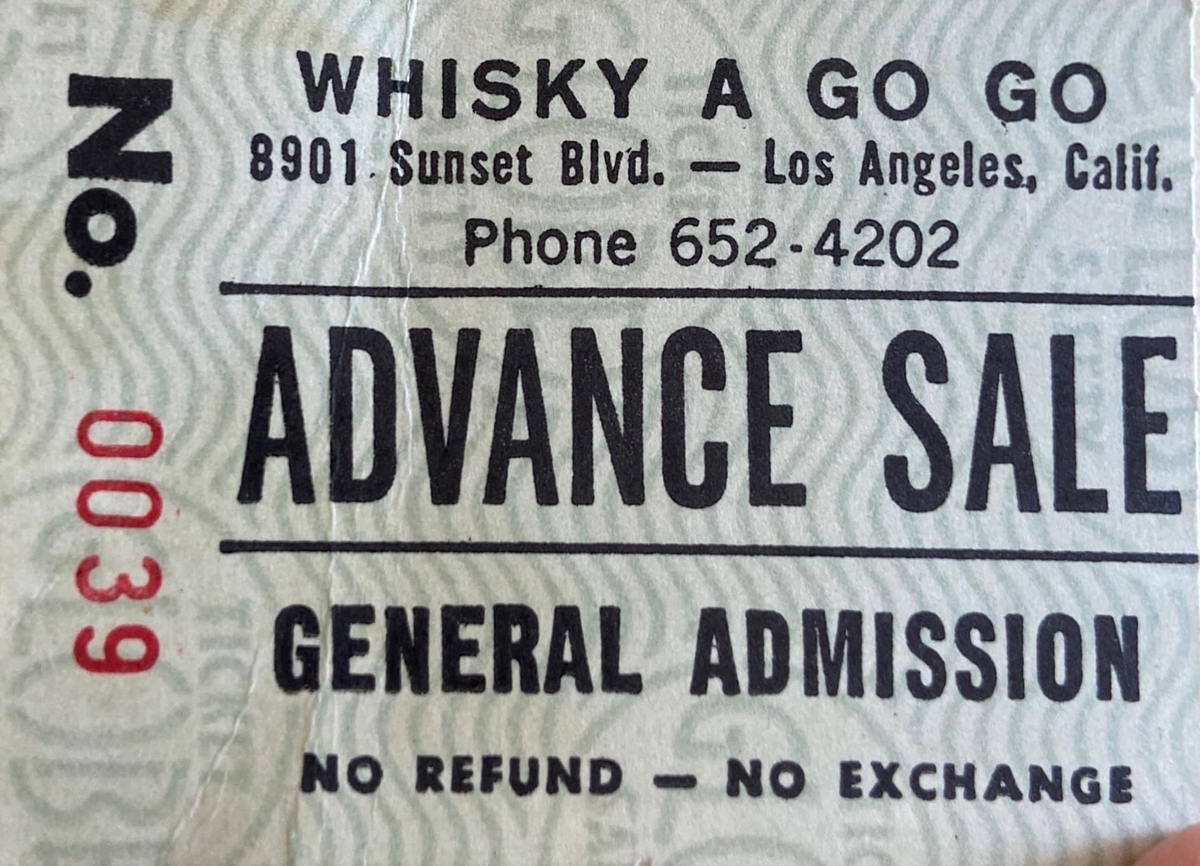 WHISKY A GO GO
8901 Sunset Blvd. — Los Angeles, Calif.
Phone 652-4202
ADVANCE SALE
GENERAL ADMISSION
NO REFUND — NO EXCHANGE
No. 0039